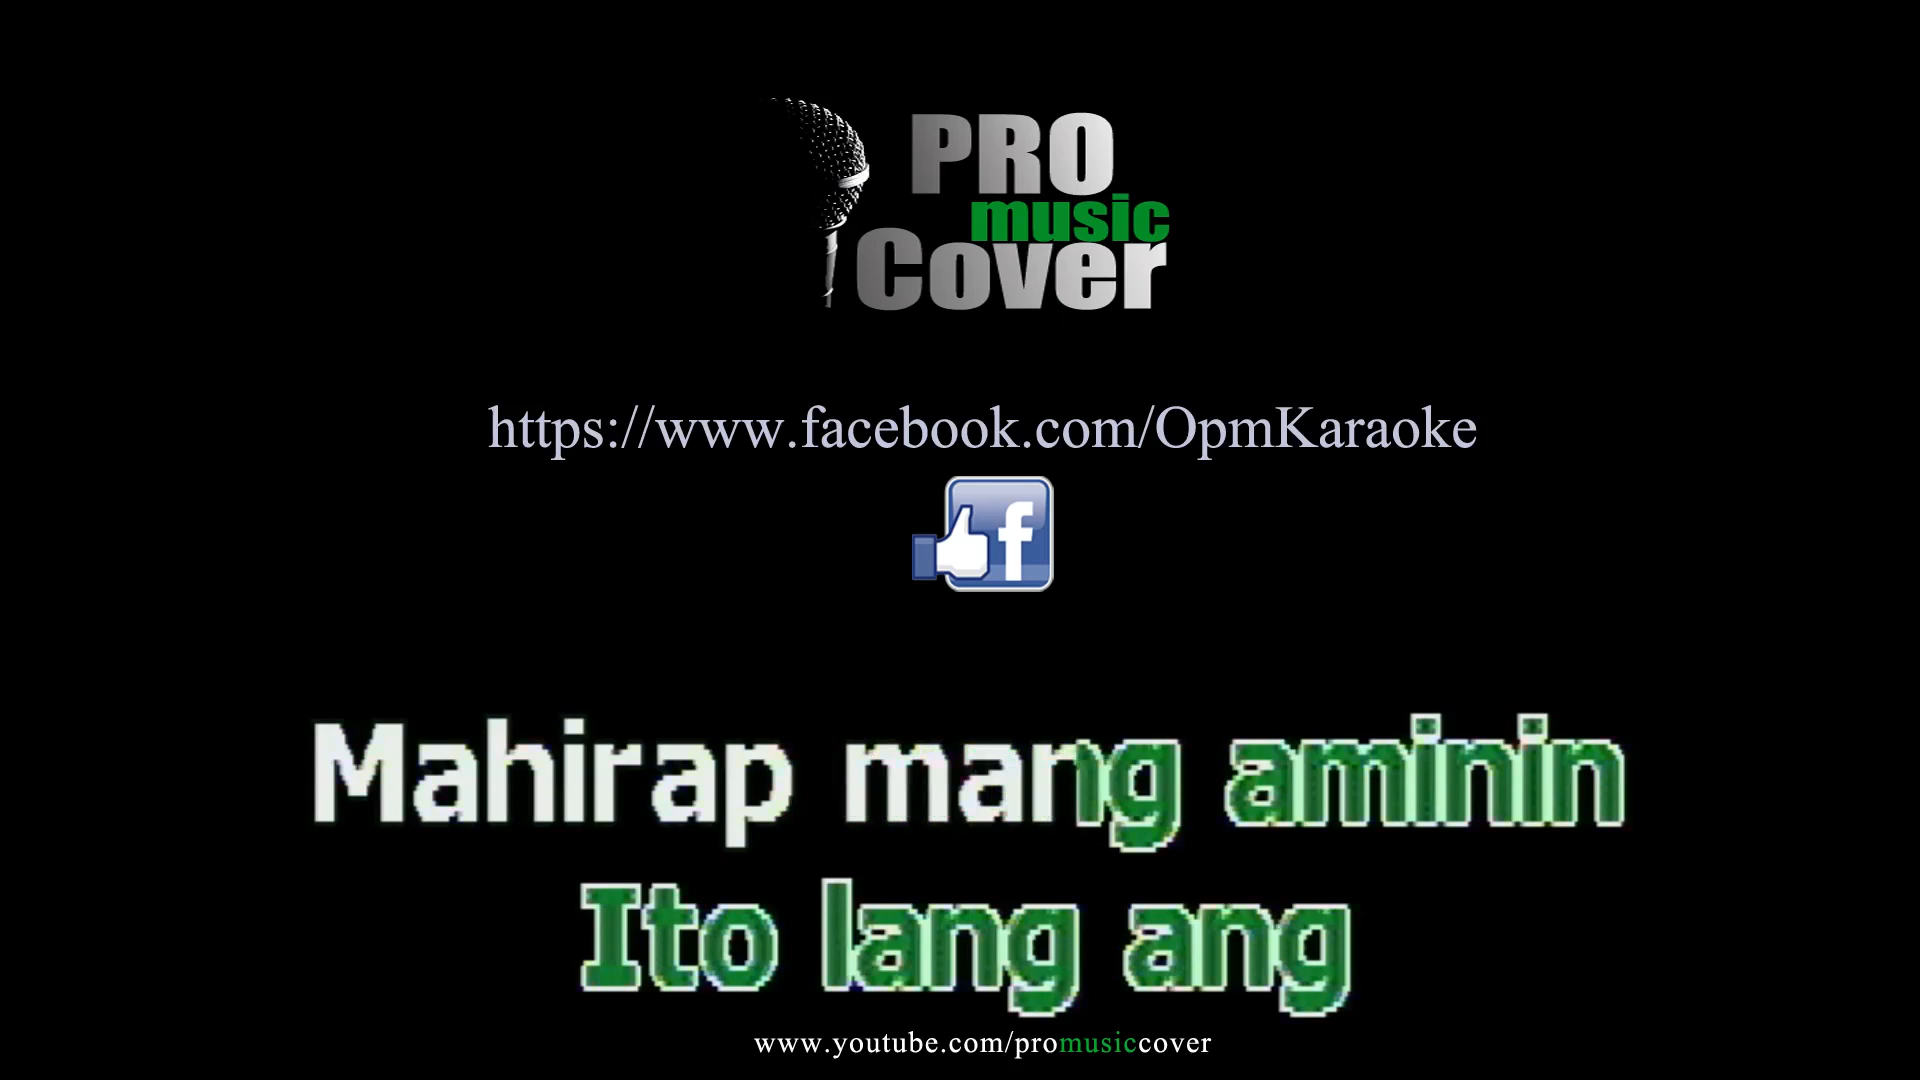 PRO
music
Cover
https://www.facebook.com/OpmKaraoke
f
Mahirap mang aminin
Ito lang ang
www.youtube.com/promusiccover